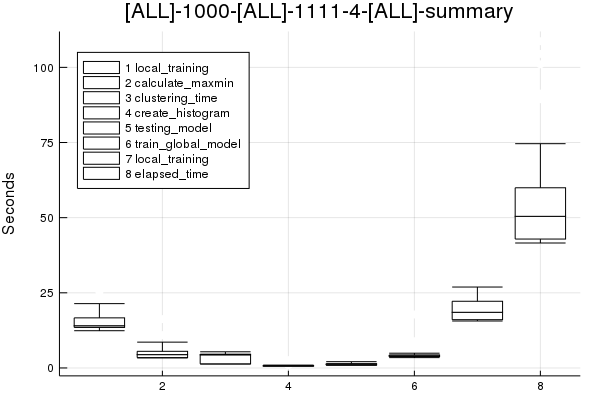 [ALL]-1000-[ALL]-1111-4-[ALL]-summary
1 local_training
2 calculate_maxmin
3 clustering_time
4 create_histogram
5 testing_model
6 train_global_model
7 local_training
8 elapsed_time
Seconds
100
75
50
25
0
2 4 6 8